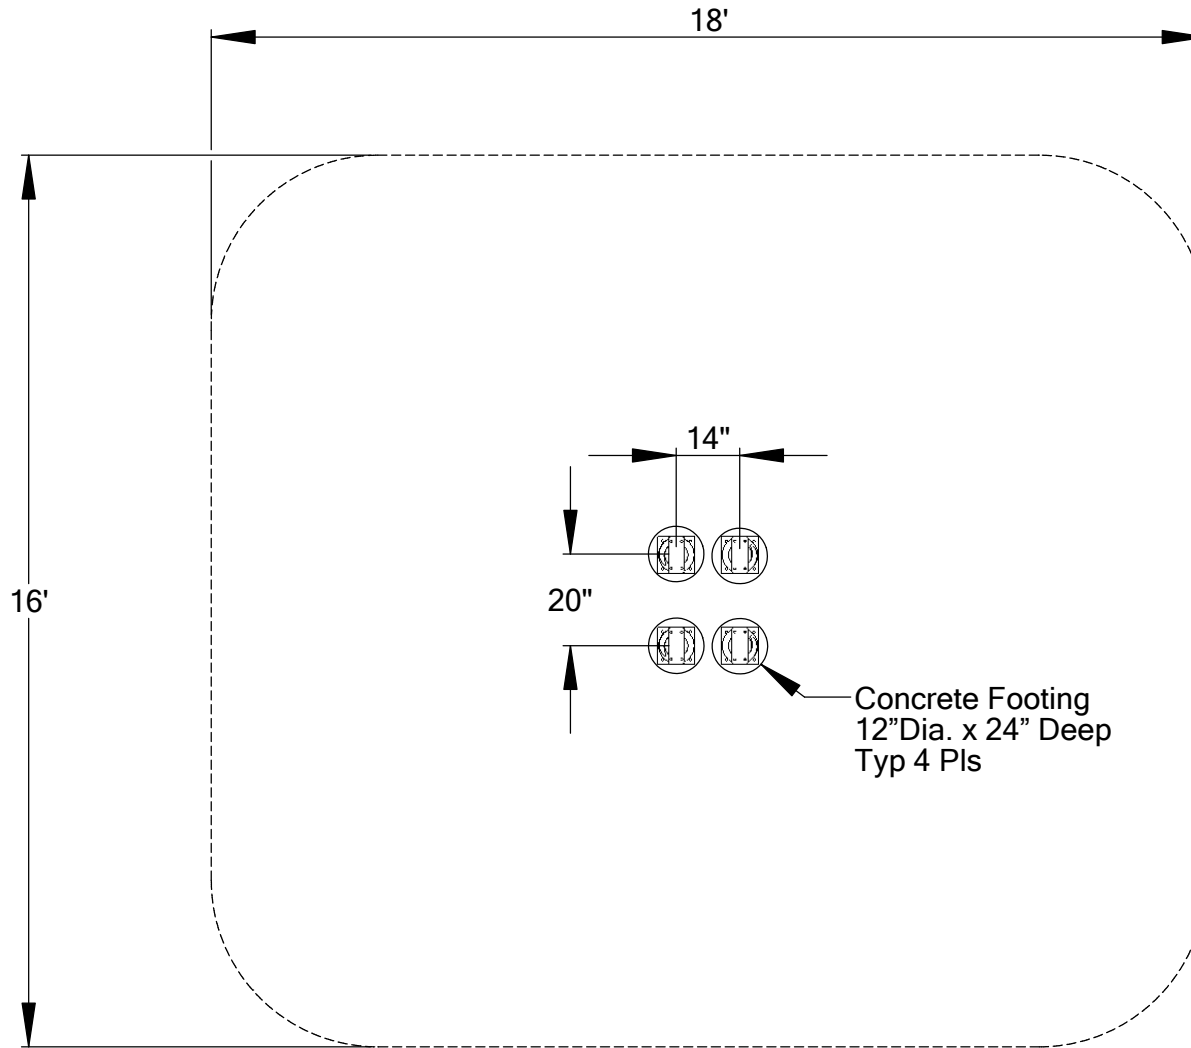 18'
14"
16'
20"
Concrete Footing
12”Dia. x 24” Deep
Typ 4 Pls